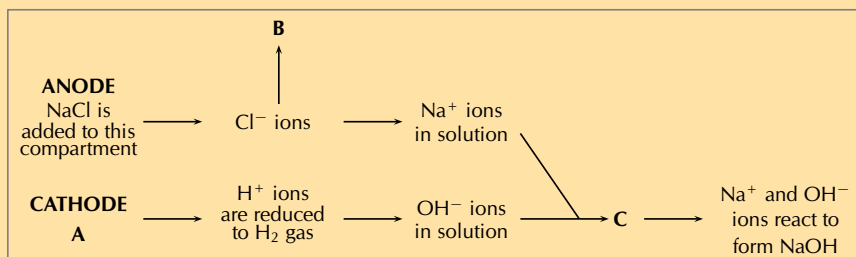 B
ANODE
NaCl is
added to this
compartment
Cl⁻ ions
Na⁺ ions
in solution
CATHODE
A
H⁺ ions
are reduced
to H₂ gas
OH⁻ ions
in solution
C
Na⁺ and OH⁻
ions react to
form NaOH